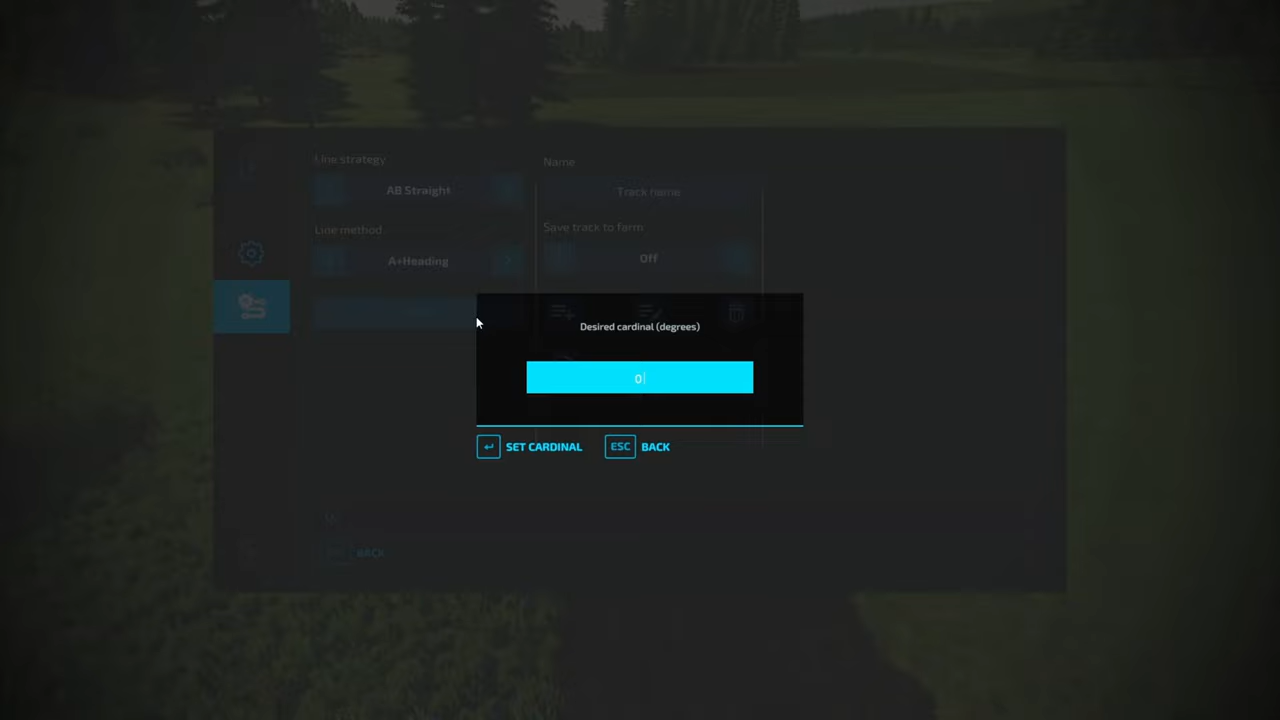 Line strategy
AB Straight
Line method
A+Heading
Name
Track name
Save track to farm
Off
Desired cardinal (degrees)
0
SET CARDINAL
ESC BACK
BACK